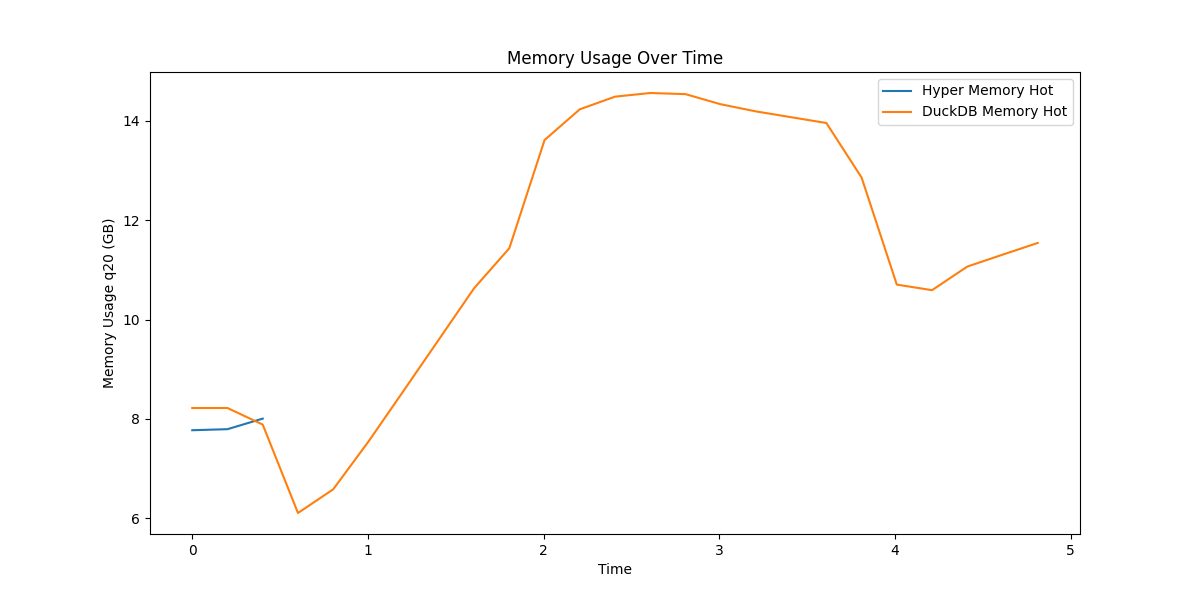 Memory Usage Over Time
Hyper Memory Hot
DuckDB Memory Hot
Memory Usage q20 (GB)
14
12
10
8
6
0 1 2 3 4 5
Time